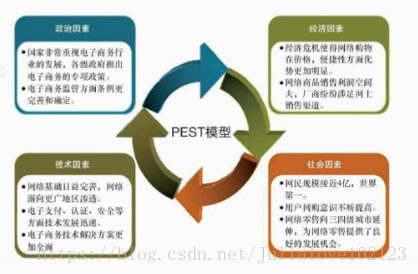 政治因素
●国家非常重视电子商务行
业的发展，各级政府推出
电子商务的专项政策。
●电子商务监管方面条例更
完善和确定。
经济因素
●经济危机使得网络购物
在价格，便捷性方面优
势更加明显。
●网络商品销售利润空间
大，厂商纷纷涉足网上
销售渠道。
PEST模型
技术因素
●网络基础日益完善，网络
渐向更广地区渗透。
●电子支付、认证、安全等
方面技术发展迅速。
●电子商务技术解决方案更
加全面
社会因素
●网民规模接近4亿，世界
第一。
●用户网购意识不断提高。
●网络零售向三四级城市延
伸，为网络零售提供了良
好的发展机会。